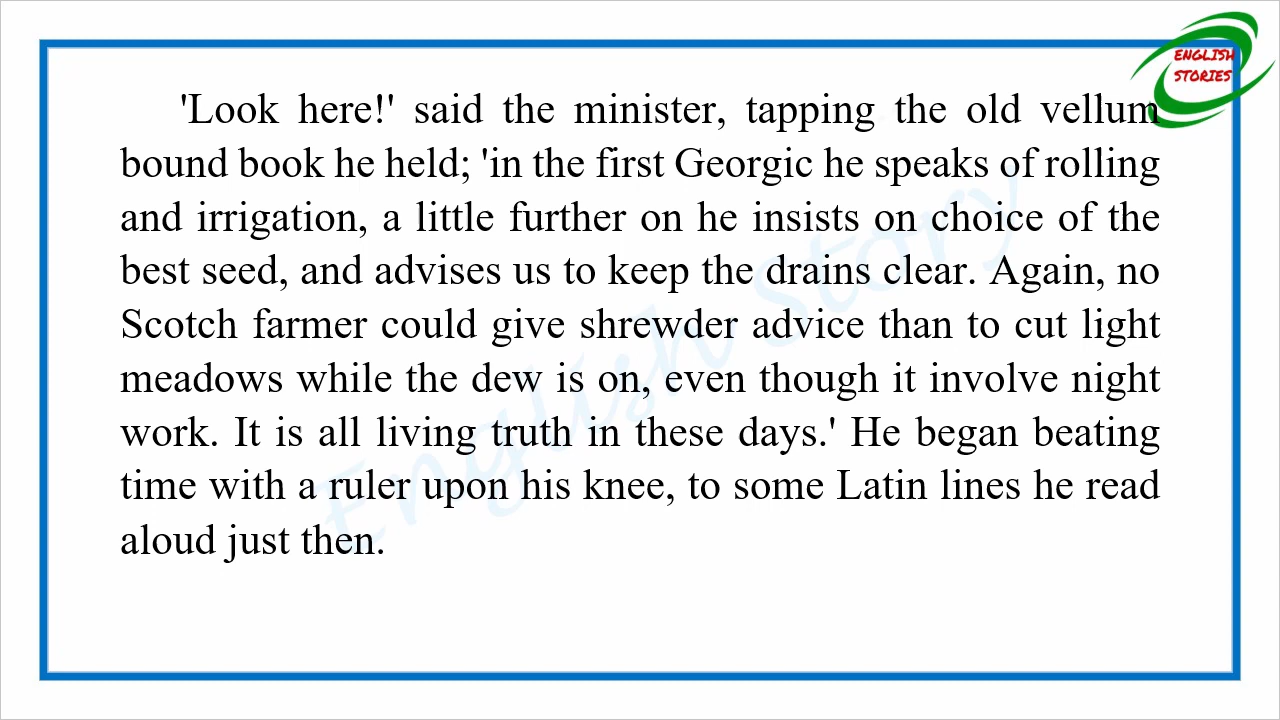 ENGLISH
STORIES
'Look here!' said the minister, tapping the old vellum
bound book he held; 'in the first Georgic he speaks of rolling
and irrigation, a little further on he insists on choice of the
best seed, and advises us to keep the drains clear. Again, no
Scotch farmer could give shrewder advice than to cut light
meadows while the dew is on, even though it involve night
work. It is all living truth in these days.' He began beating
time with a ruler upon his knee, to some Latin lines he read
aloud just then.
English Story